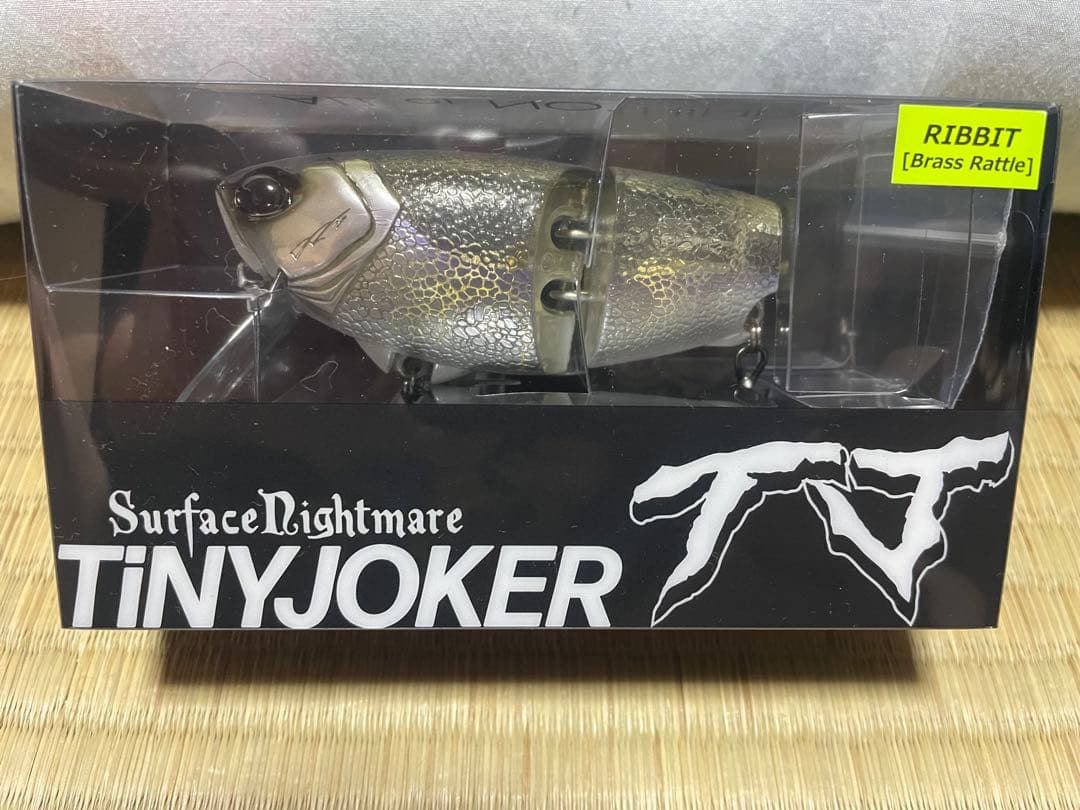 RIBBIT
[Brass Rattle]
SurfaceNightmare
TiNYJOKER
TJ